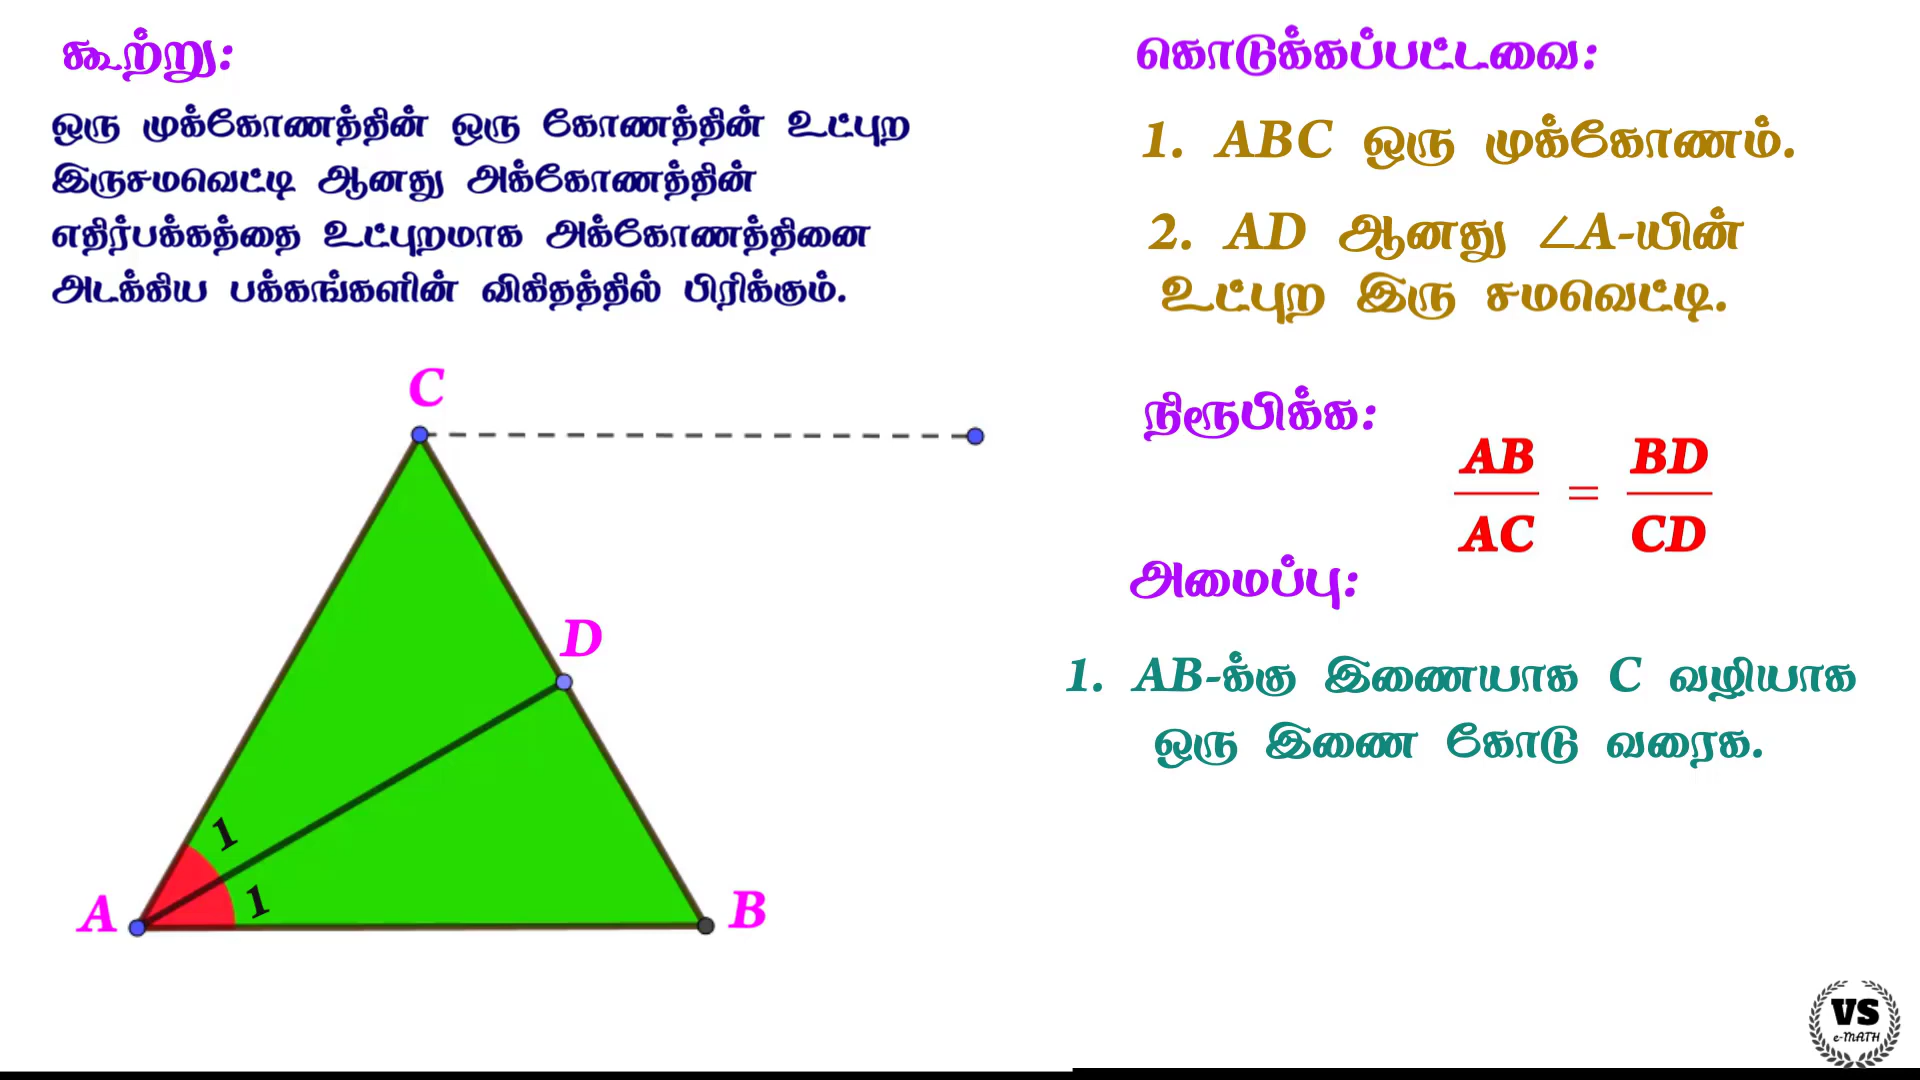 கூற்று:
ஒரு முக்கோணத்தின் ஒரு கோணத்தின் உட்புற
இருசமவெட்டி ஆனது அக்கோணத்தின்
எதிர்பக்கத்தை உட்புறமாக அக்கோணத்தினை
அடக்கிய பக்கங்களின் விகிதத்தில் பிரிக்கும்.
C
D
1
1
A
B
கொடுக்கப்பட்டவை:
1. ABC ஒரு முக்கோணம்.
2. AD ஆனது ∠A-யின்
உட்புற இரு சமவெட்டி.
நிரூபிக்க:
AB/AC = BD/CD
அமைப்பு:
1. AB-க்கு இணையாக C வழியாக
ஒரு இணை கோடு வரைக.
VS
e-MATH